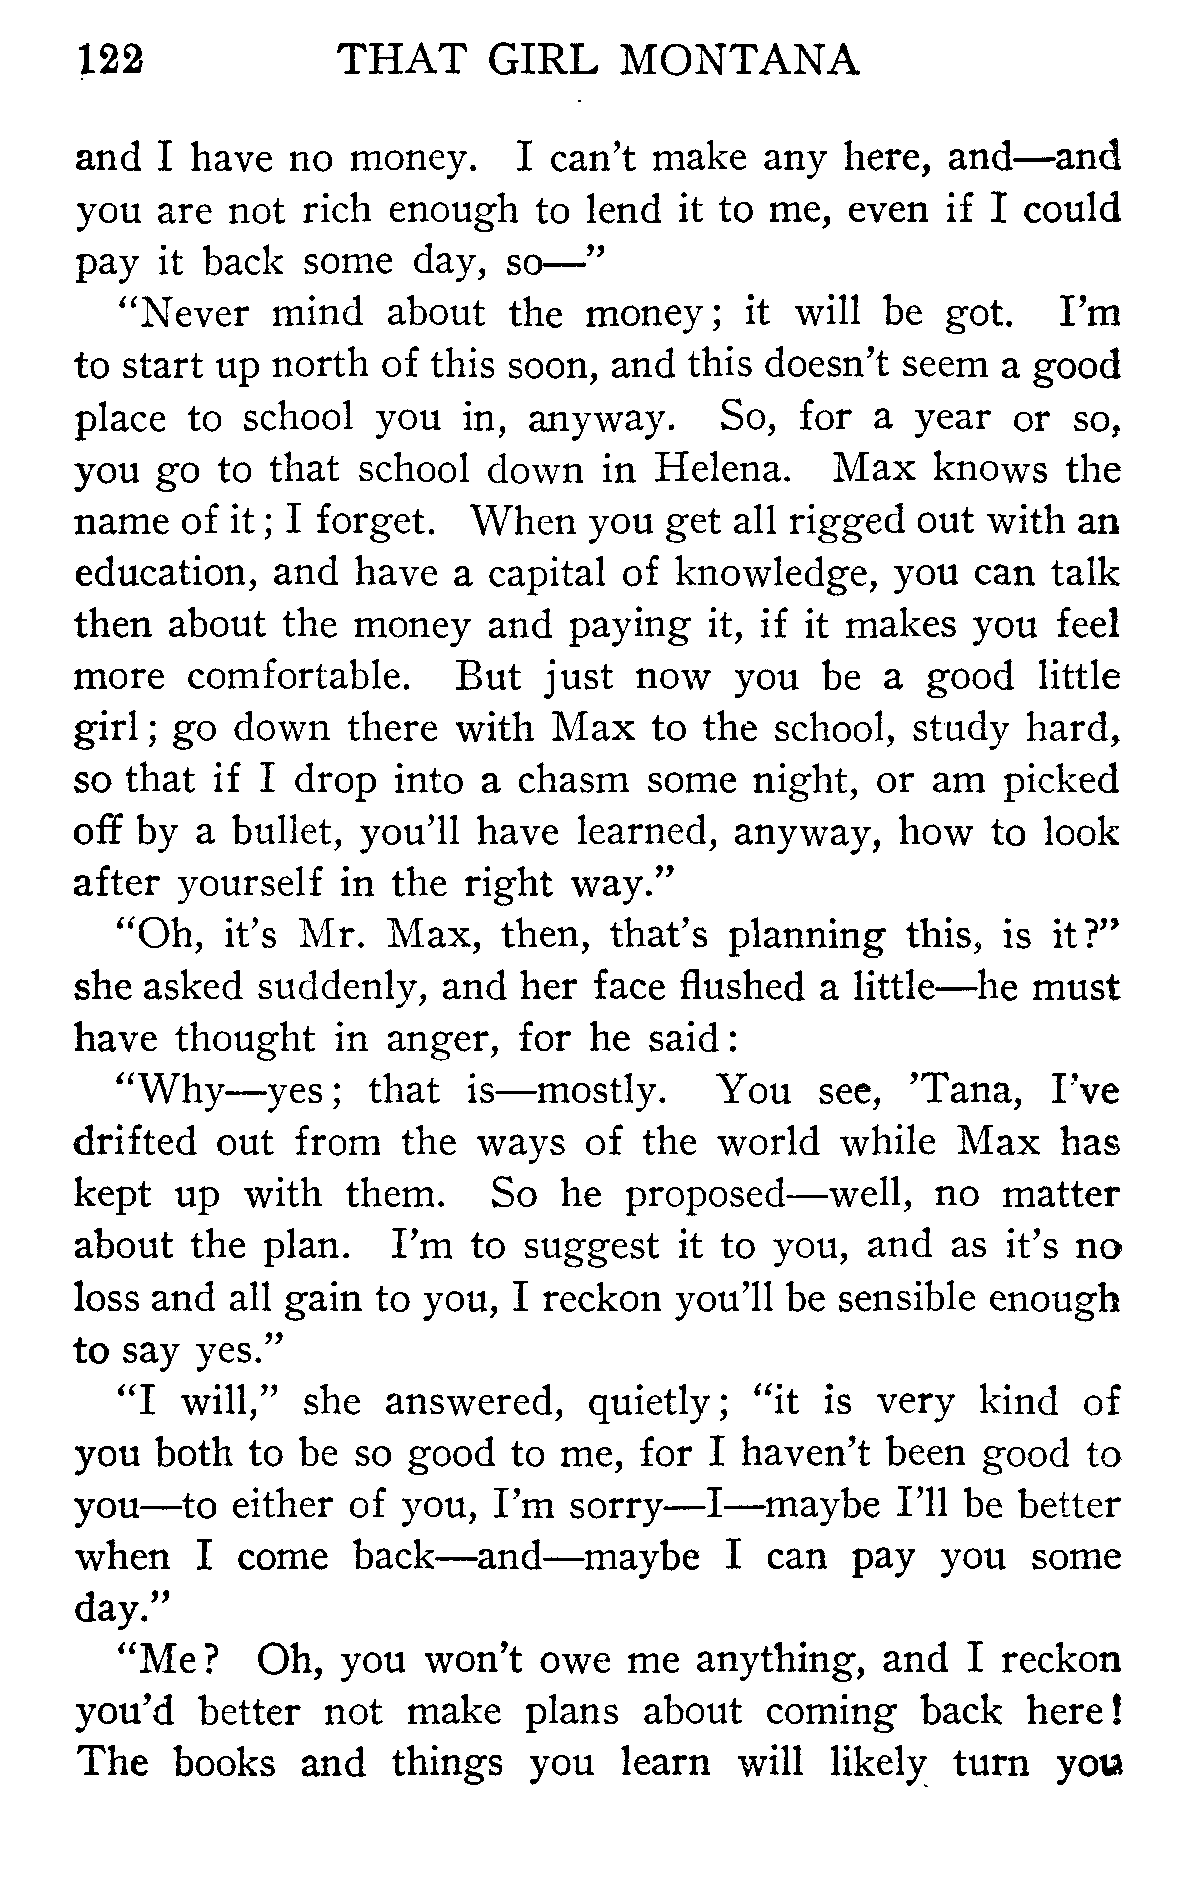 122 THAT GIRL MONTANA
and I have no money. I can't make any here, and—and
you are not rich enough to lend it to me, even if I could
pay it back some day, so—”
“Never mind about the money; it will be got. I'm
to start up north of this soon, and this doesn't seem a good
place to school you in, anyway. So, for a year or so,
you go to that school down in Helena. Max knows the
name of it; I forget. When you get all rigged out with an
education, and have a capital of knowledge, you can talk
then about the money and paying it, if it makes you feel
more comfortable. But just now you be a good little
girl; go down there with Max to the school, study hard,
so that if I drop into a chasm some night, or am picked
off by a bullet, you'll have learned, anyway, how to look
after yourself in the right way.”
“Oh, it's Mr. Max, then, that's planning this, is it?”
she asked suddenly, and her face flushed a little—he must
have thought in anger, for he said:
“Why—yes; that is—mostly. You see, 'Tana, I've
drifted out from the ways of the world while Max has
kept up with them. So he proposed—well, no matter
about the plan. I'm to suggest it to you, and as it's no
loss and all gain to you, I reckon you'll be sensible enough
to say yes.”
“I will,” she answered, quietly; “it is very kind of
you both to be so good to me, for I haven't been good to
you—to either of you, I'm sorry—I—maybe I'll be better
when I come back—and—maybe I can pay you some
day.”
“Me? Oh, you won't owe me anything, and I reckon
you'd better not make plans about coming back here!
The books and things you learn will likely turn you